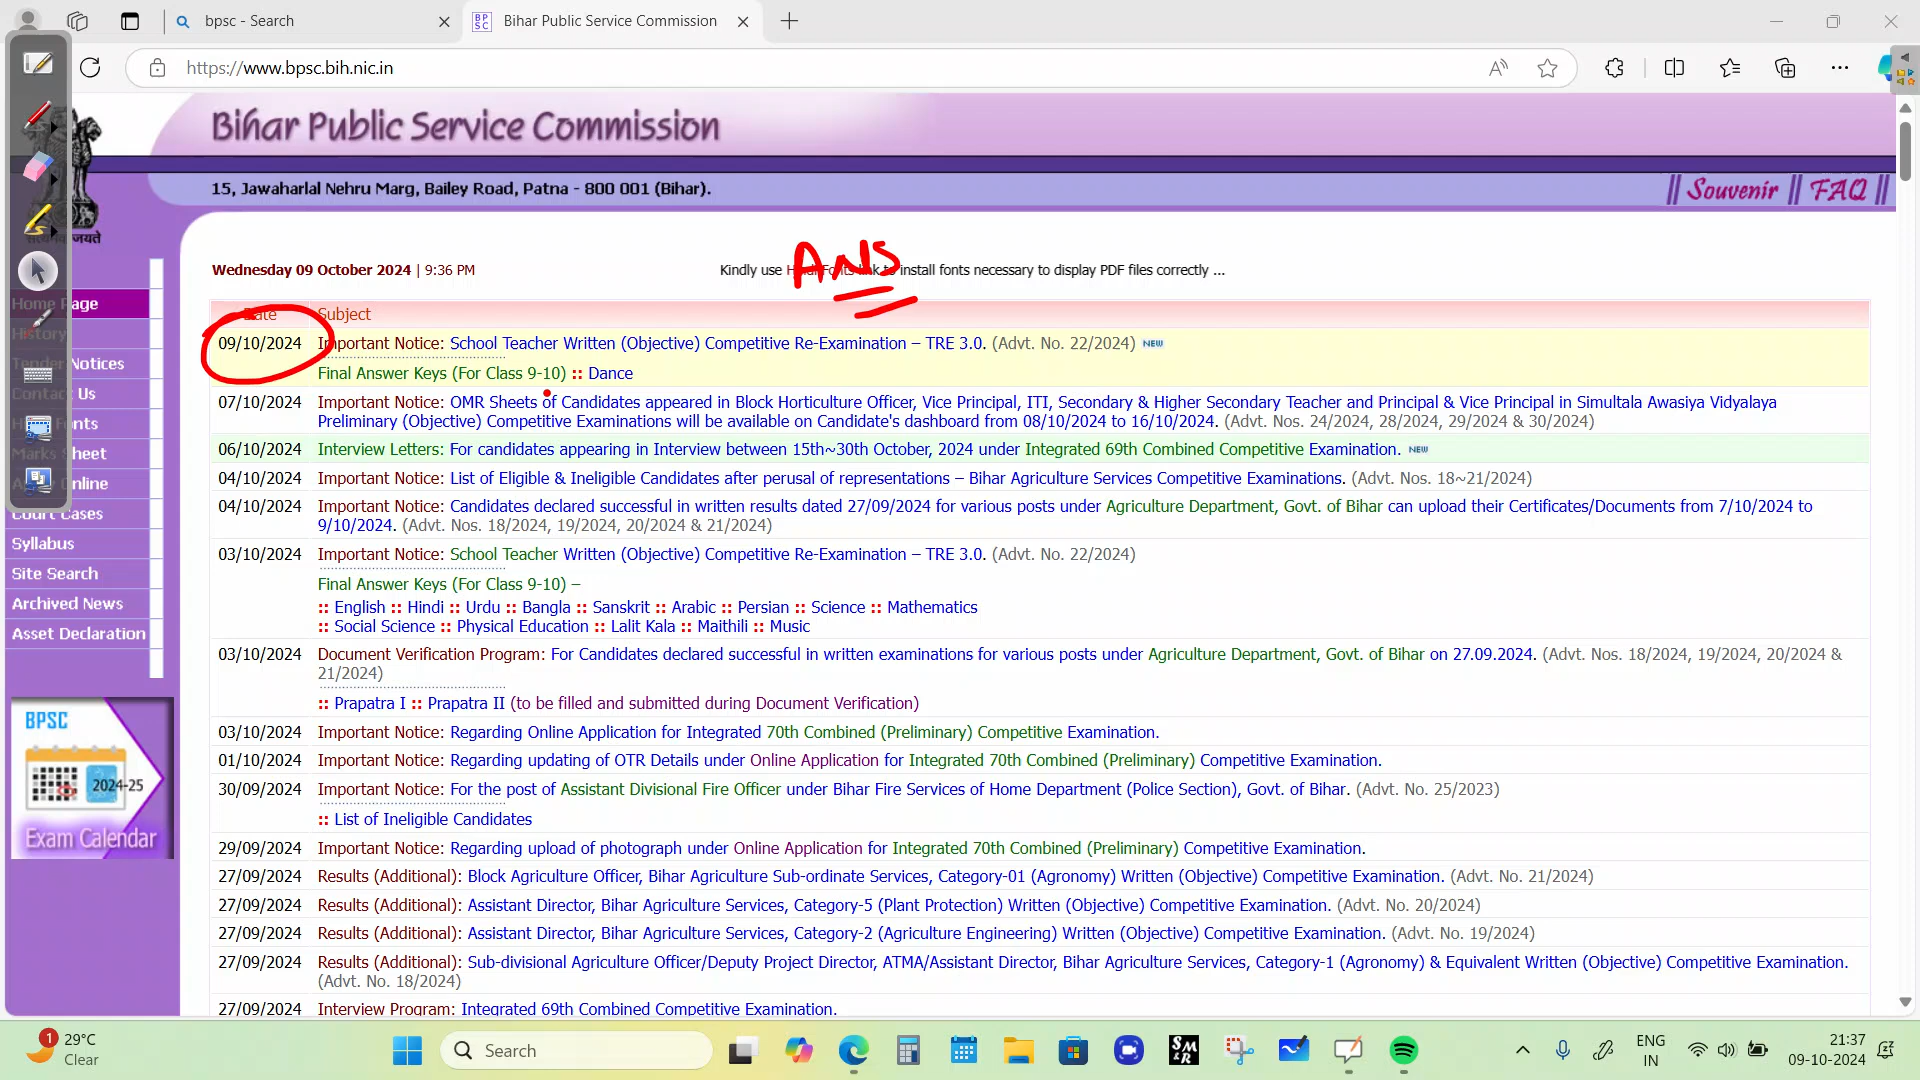 bpsc - Search
Bihar Public Service Commission
https://www.bpsc.bih.nic.in
Bihar Public Service Commission
15, Jawaharlal Nehru Marg, Bailey Road, Patna - 800 001 (Bihar).
|| Souvenir || FAQ ||
Wednesday 09 October 2024 | 9:36 PM
Kindly use Hindi Fonts link to install fonts necessary to display PDF files correctly ...
Ans
Date Subject
09/10/2024 Important Notice: School Teacher Written (Objective) Competitive Re-Examination – TRE 3.0. (Advt. No. 22/2024) NEW
Final Answer Keys (For Class 9-10) :: Dance
07/10/2024 Important Notice: OMR Sheets of Candidates appeared in Block Horticulture Officer, Vice Principal, ITI, Secondary & Higher Secondary Teacher and Principal & Vice Principal in Simultala Awasiya Vidyalaya
Preliminary (Objective) Competitive Examinations will be available on Candidate's dashboard from 08/10/2024 to 16/10/2024. (Advt. Nos. 24/2024, 28/2024, 29/2024 & 30/2024)
06/10/2024 Interview Letters: For candidates appearing in Interview between 15th~30th October, 2024 under Integrated 69th Combined Competitive Examination. NEW
04/10/2024 Important Notice: List of Eligible & Ineligible Candidates after perusal of representations – Bihar Agriculture Services Competitive Examinations. (Advt. Nos. 18~21/2024)
04/10/2024 Important Notice: Candidates declared successful in written results dated 27/09/2024 for various posts under Agriculture Department, Govt. of Bihar can upload their Certificates/Documents from 7/10/2024 to
9/10/2024. (Advt. Nos. 18/2024, 19/2024, 20/2024 & 21/2024)
03/10/2024 Important Notice: School Teacher Written (Objective) Competitive Re-Examination – TRE 3.0. (Advt. No. 22/2024)
Final Answer Keys (For Class 9-10) –
:: English :: Hindi :: Urdu :: Bangla :: Sanskrit :: Arabic :: Persian :: Science :: Mathematics
:: Social Science :: Physical Education :: Lalit Kala :: Maithili :: Music
03/10/2024 Document Verification Program: For Candidates declared successful in written examinations for various posts under Agriculture Department, Govt. of Bihar on 27.09.2024. (Advt. Nos. 18/2024, 19/2024, 20/2024 &
21/2024)
:: Prapatra I :: Prapatra II (to be filled and submitted during Document Verification)
03/10/2024 Important Notice: Regarding Online Application for Integrated 70th Combined (Preliminary) Competitive Examination.
01/10/2024 Important Notice: Regarding updating of OTR Details under Online Application for Integrated 70th Combined (Preliminary) Competitive Examination.
30/09/2024 Important Notice: For the post of Assistant Divisional Fire Officer under Bihar Fire Services of Home Department (Police Section), Govt. of Bihar. (Advt. No. 25/2023)
:: List of Ineligible Candidates
29/09/2024 Important Notice: Regarding upload of photograph under Online Application for Integrated 70th Combined (Preliminary) Competitive Examination.
27/09/2024 Results (Additional): Block Agriculture Officer, Bihar Agriculture Sub-ordinate Services, Category-01 (Agronomy) Written (Objective) Competitive Examination. (Advt. No. 21/2024)
27/09/2024 Results (Additional): Assistant Director, Bihar Agriculture Services, Category-5 (Plant Protection) Written (Objective) Competitive Examination. (Advt. No. 20/2024)
27/09/2024 Results (Additional): Assistant Director, Bihar Agriculture Services, Category-2 (Agriculture Engineering) Written (Objective) Competitive Examination. (Advt. No. 19/2024)
27/09/2024 Results (Additional): Sub-divisional Agriculture Officer/Deputy Project Director, ATMA/Assistant Director, Bihar Agriculture Services, Category-1 (Agronomy) & Equivalent Written (Objective) Competitive Examination.
(Advt. No. 18/2024)
27/09/2024 Interview Program: Integrated 69th Combined Competitive Examination.
Home Page
History
Notices
Us
Fonts
Sheet
Online
Court Cases
Syllabus
Site Search
Archived News
Asset Declaration
BPSC
2024-25
Exam Calendar
1
29°C
Clear
Search
ENG
IN
21:37
09-10-2024